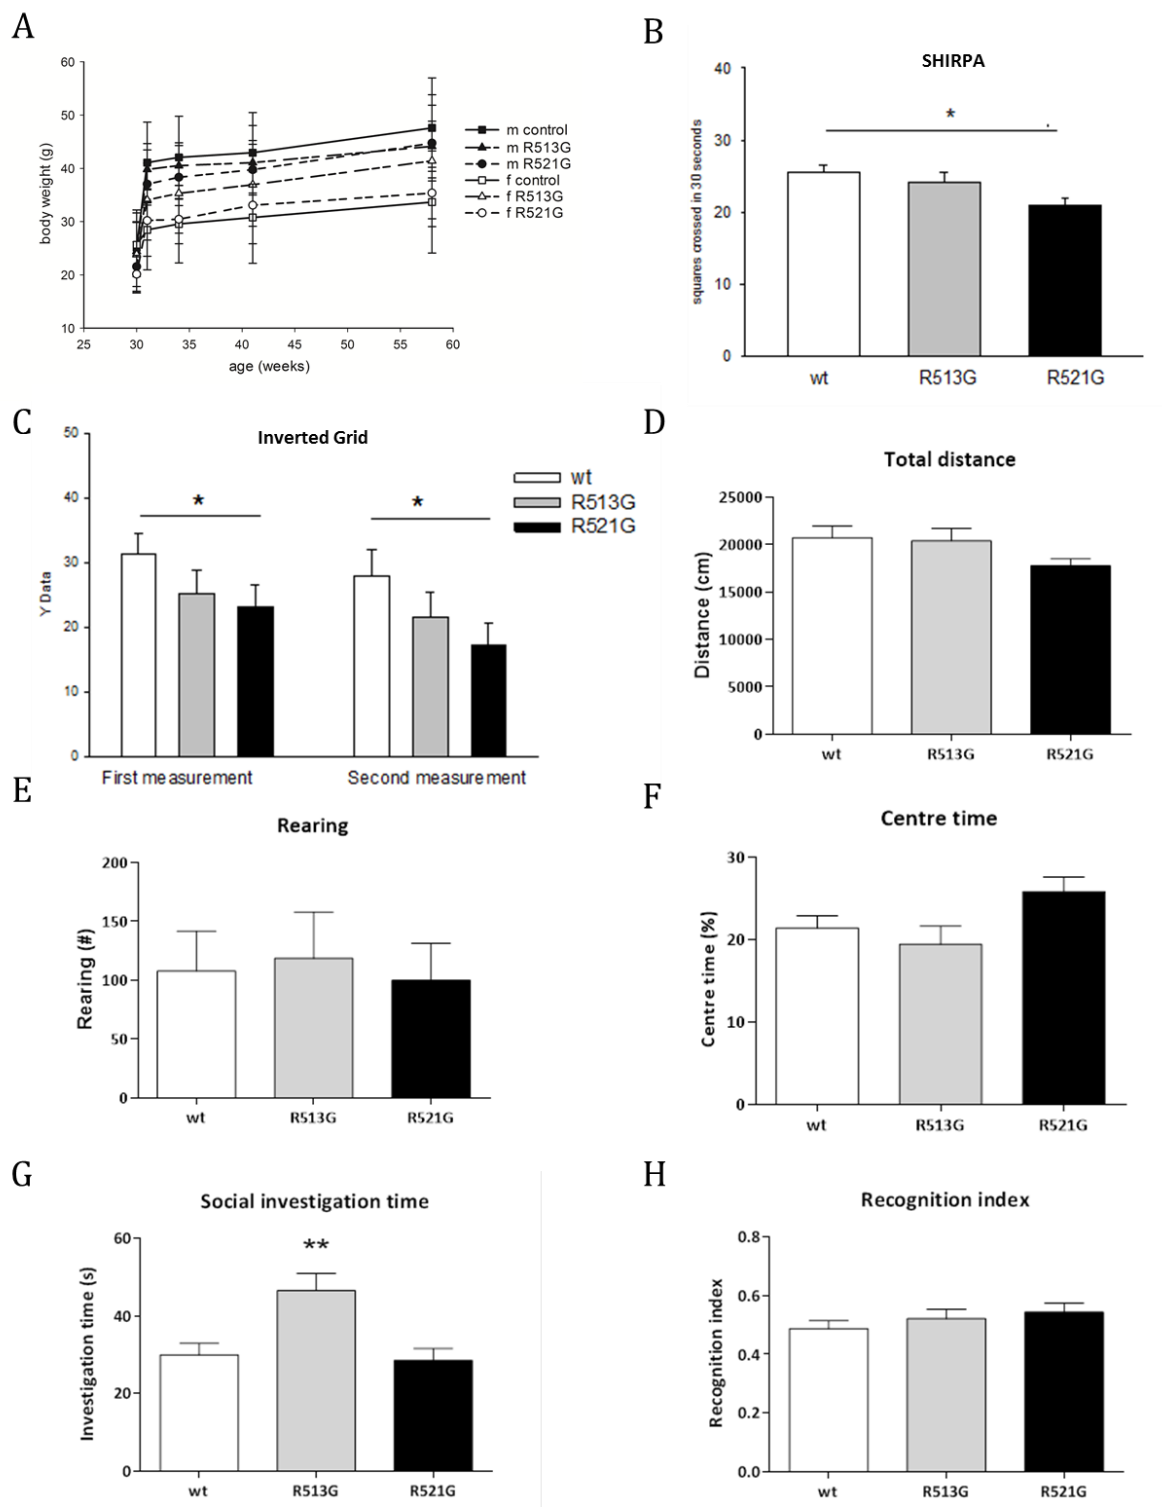 A
60
50
40
30
20
10
body weight (g)
25 30 35 40 45 50 55 60
age (weeks)
m control
m R513G
m R521G
f control
f R513G
f R521G
B
SHIRPA
40
30
20
10
0
squares crossed in 30 seconds
*
wt R513G R521G
C
Inverted Grid
50
40
30
20
10
0
Y Data
* *
wt
R513G
R521G
First measurement Second measurement
D
Total distance
25000
20000
15000
10000
5000
0
Distance (cm)
wt R513G R521G
E
Rearing
200
150
100
50
0
Rearing (#)
wt R513G R521G
F
Centre time
30
20
10
0
Centre time (%)
wt R513G R521G
G
Social investigation time
60
40
20
0
Investigation time (s)
**
wt R513G R521G
H
Recognition index
0.8
0.6
0.4
0.2
0.0
Recognition index
wt R513G R521G